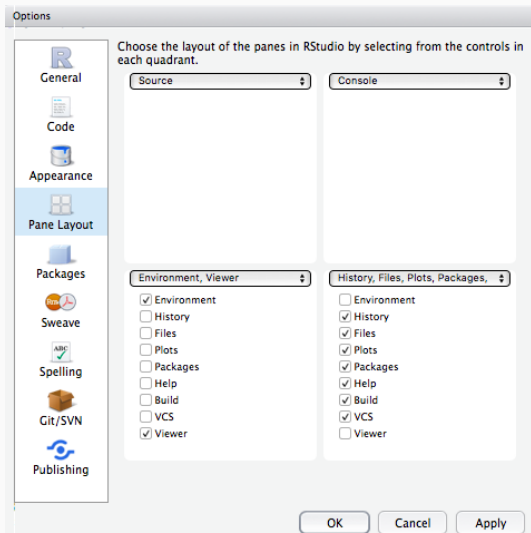 Options
Choose the layout of the panes in RStudio by selecting from the controls in
each quadrant.
R
General
Code
Appearance
Pane Layout
Packages
Rnw
Sweave
ABC
Spelling
Git/SVN
Publishing
Source
Console
Environment, Viewer
Environment
History
Files
Plots
Packages
Help
Build
VCS
Viewer
History, Files, Plots, Packages,
Environment
History
Files
Plots
Packages
Help
Build
VCS
Viewer
OK
Cancel
Apply